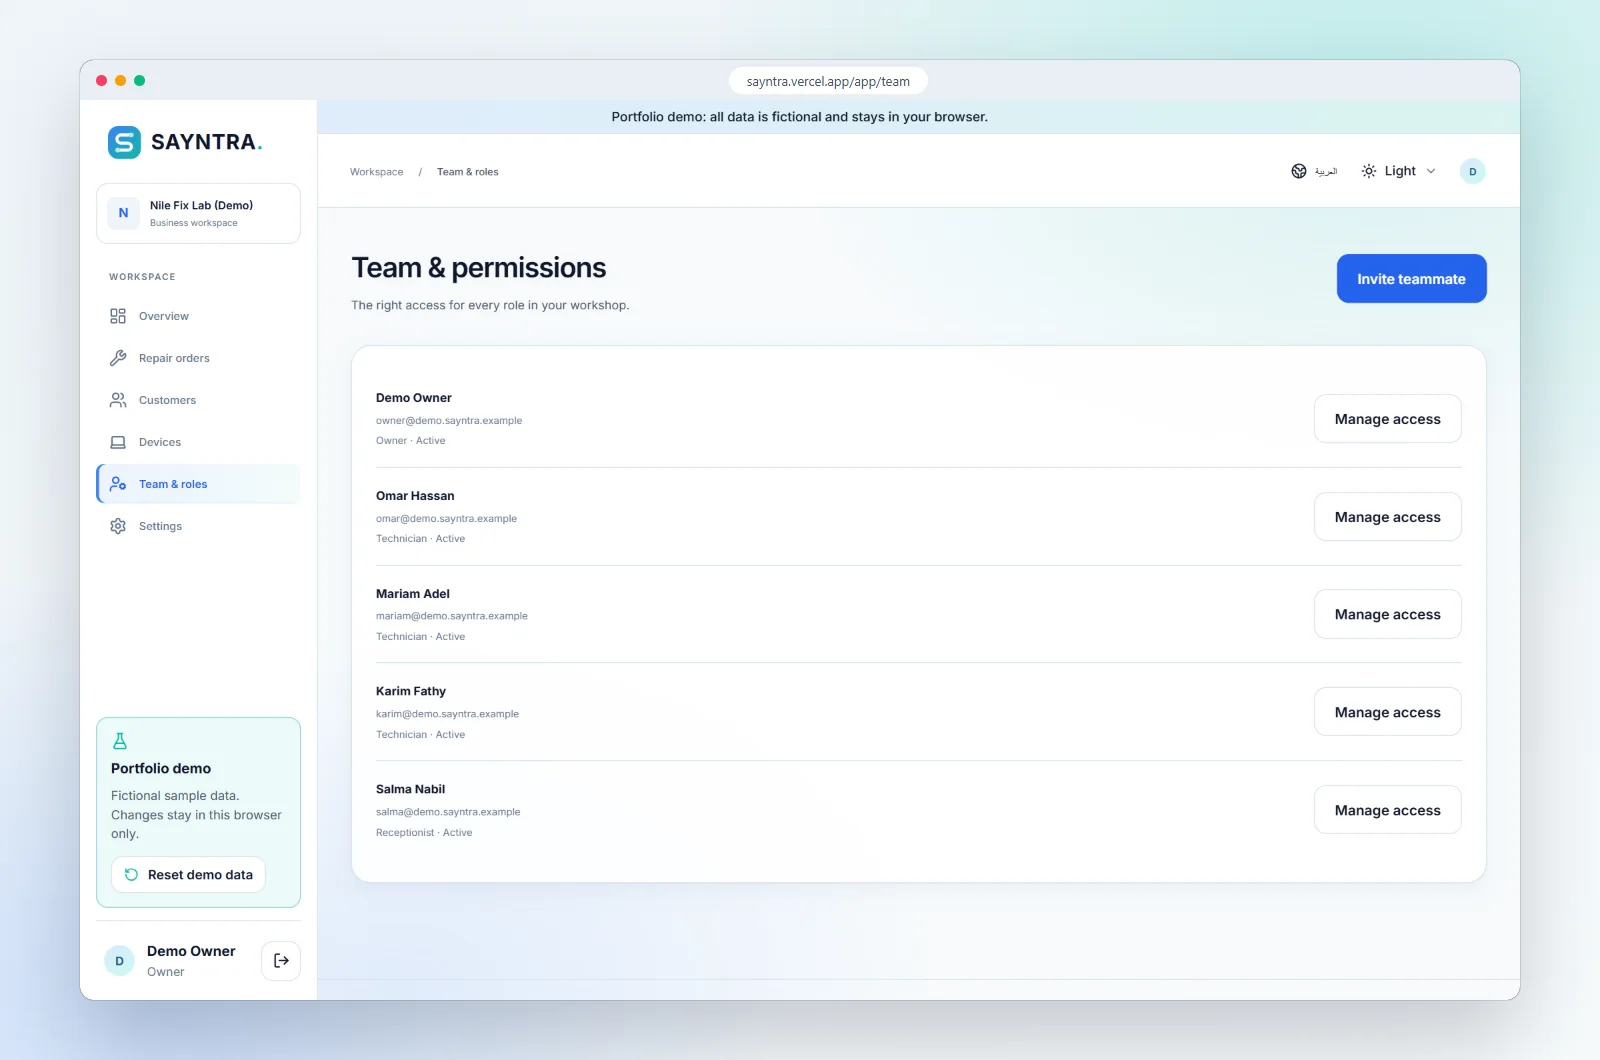 sayntra.vercel.app/app/team
SAYNTRA.
Portfolio demo: all data is fictional and stays in your browser.
N
Nile Fix Lab (Demo)
Business workspace
Workspace / Team & roles
العربية
Light
D
WORKSPACE
Overview
Repair orders
Customers
Devices
Team & roles
Settings
Team & permissions
The right access for every role in your workshop.
Invite teammate
Demo Owner
owner@demo.sayntra.example
Owner · Active
Manage access
Omar Hassan
omar@demo.sayntra.example
Technician · Active
Manage access
Mariam Adel
mariam@demo.sayntra.example
Technician · Active
Manage access
Karim Fathy
karim@demo.sayntra.example
Technician · Active
Manage access
Salma Nabil
salma@demo.sayntra.example
Receptionist · Active
Manage access
Portfolio demo
Fictional sample data.
Changes stay in this browser
only.
Reset demo data
D
Demo Owner
Owner